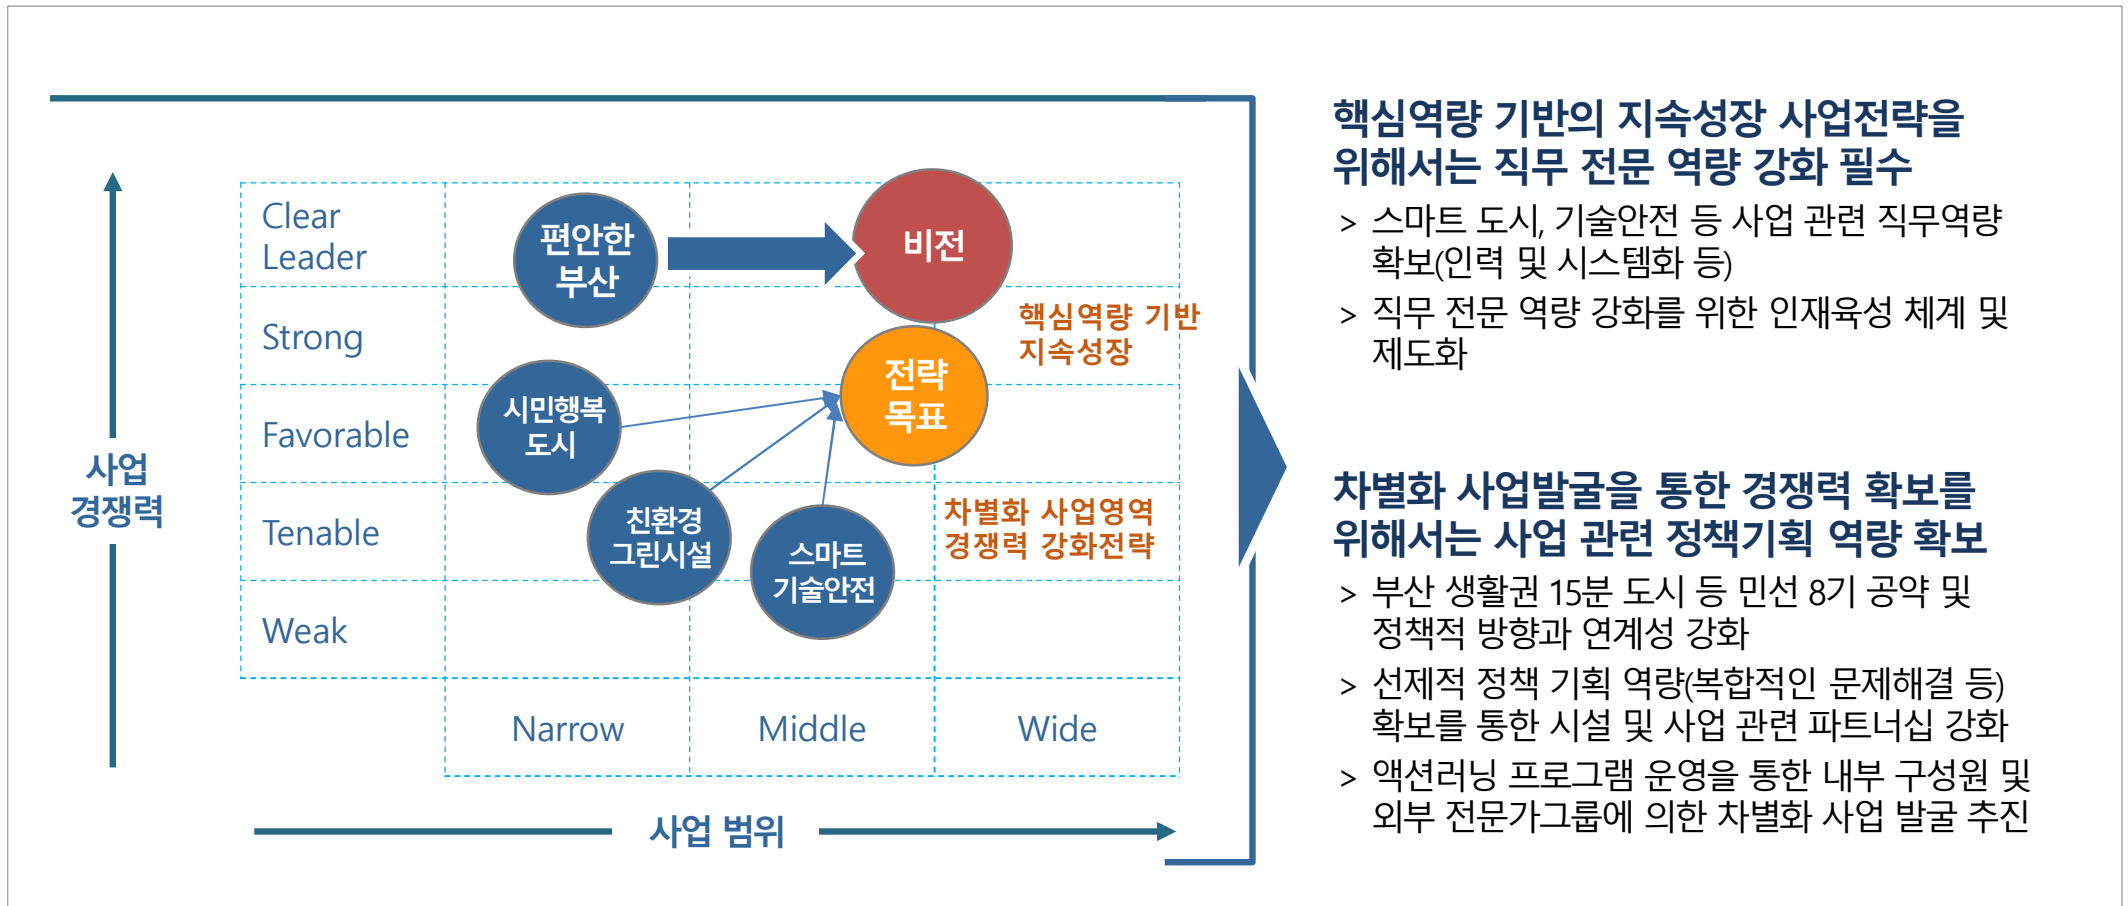 사업
경쟁력
Clear
Leader
Strong
Favorable
Tenable
Weak
Narrow
Middle
Wide
사업 범위
편안한
부산
비전
전략
목표
시민행복
도시
친환경
그린시설
스마트
기술안전
핵심역량 기반
지속성장
차별화 사업영역
경쟁력 강화전략
핵심역량 기반의 지속성장 사업전략을
위해서는 직무 전문 역량 강화 필수
> 스마트 도시, 기술안전 등 사업 관련 직무역량
확보(인력 및 시스템화 등)
> 직무 전문 역량 강화를 위한 인재육성 체계 및
제도화
차별화 사업발굴을 통한 경쟁력 확보를
위해서는 사업 관련 정책기획 역량 확보
> 부산 생활권 15분 도시 등 민선 8기 공약 및
정책적 방향과 연계성 강화
> 선제적 정책 기획 역량(복합적인 문제해결 등)
확보를 통한 시설 및 사업 관련 파트너십 강화
> 액션러닝 프로그램 운영을 통한 내부 구성원 및
외부 전문가그룹에 의한 차별화 사업 발굴 추진